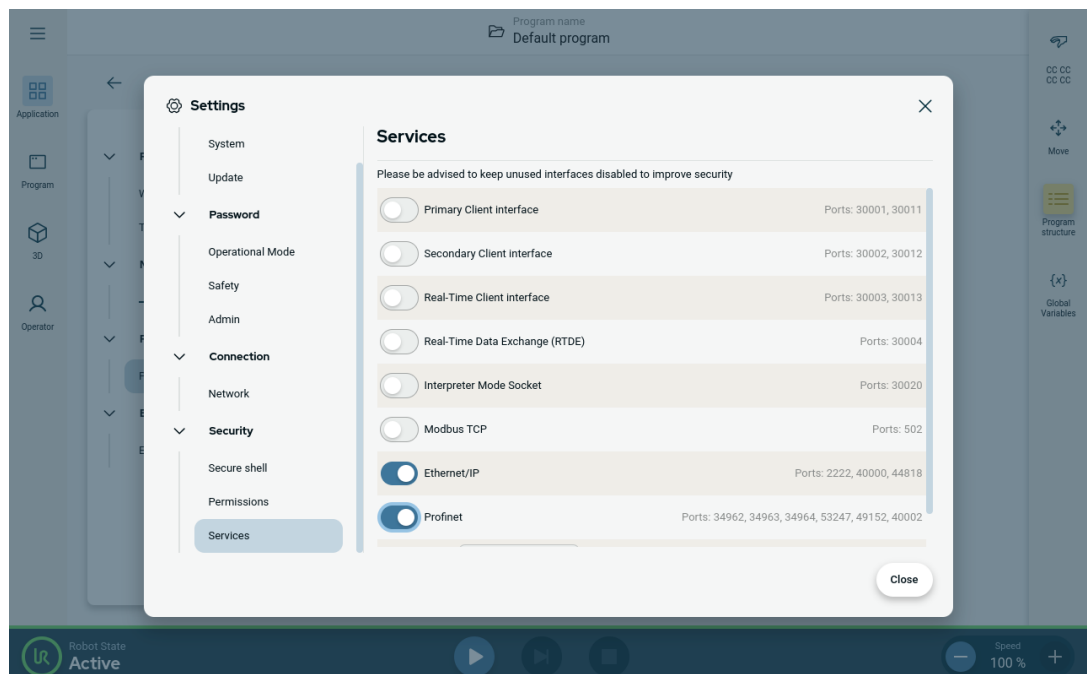 Program name
Default program
Application
Program
3D
Operator
Settings
System
Update
Password
Operational Mode
Safety
Admin
Connection
Network
Security
Secure shell
Permissions
Services
Services
Please be advised to keep unused interfaces disabled to improve security
Primary Client interface Ports: 30001, 30011
Secondary Client interface Ports: 30002, 30012
Real-Time Client interface Ports: 30003, 30013
Real-Time Data Exchange (RTDE) Ports: 30004
Interpreter Mode Socket Ports: 30020
Modbus TCP Ports: 502
Ethernet/IP Ports: 2222, 40000, 44818
Profinet Ports: 34962, 34963, 34964, 53247, 49152, 40002
Close
CC CC
CC CC
Move
Program
structure
{x}
Global
Variables
Robot State
Active
Speed
100 %